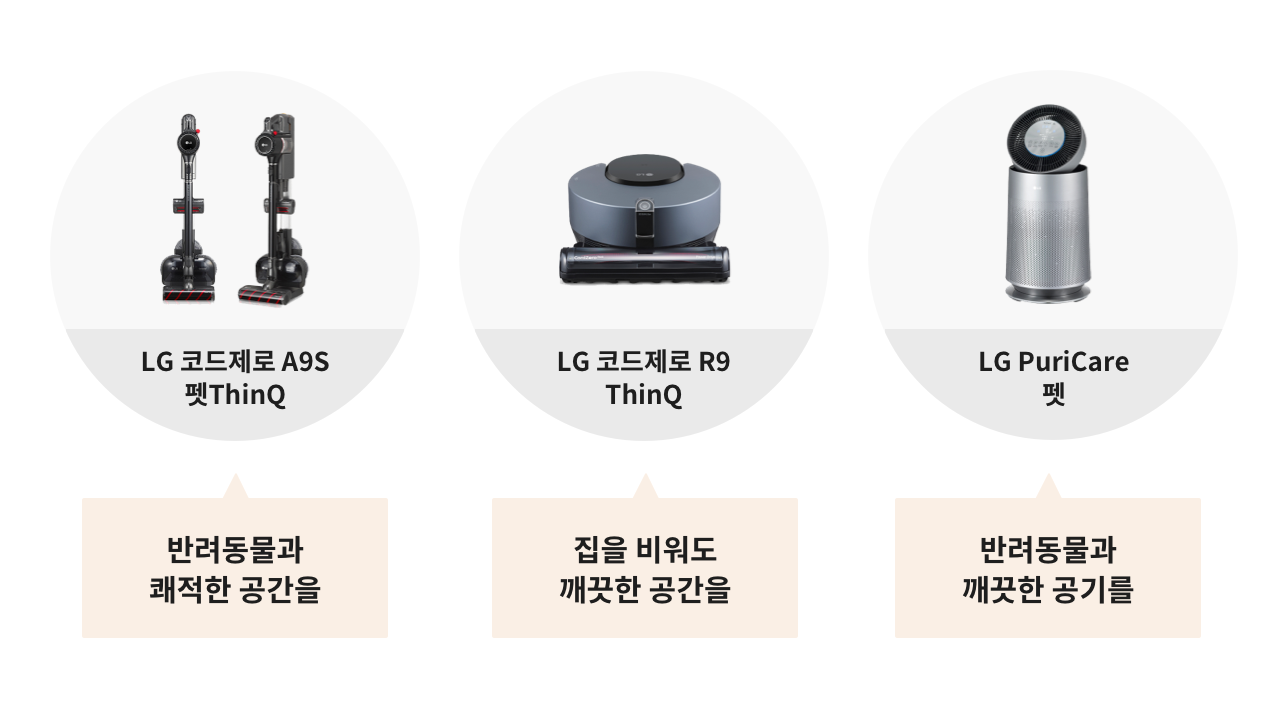 LG 코드제로 A9S
펫ThinQ
LG 코드제로 R9
ThinQ
LG PuriCare
펫
반려동물과
쾌적한 공간을
집을 비워도
깨끗한 공간을
반려동물과
깨끗한 공기를